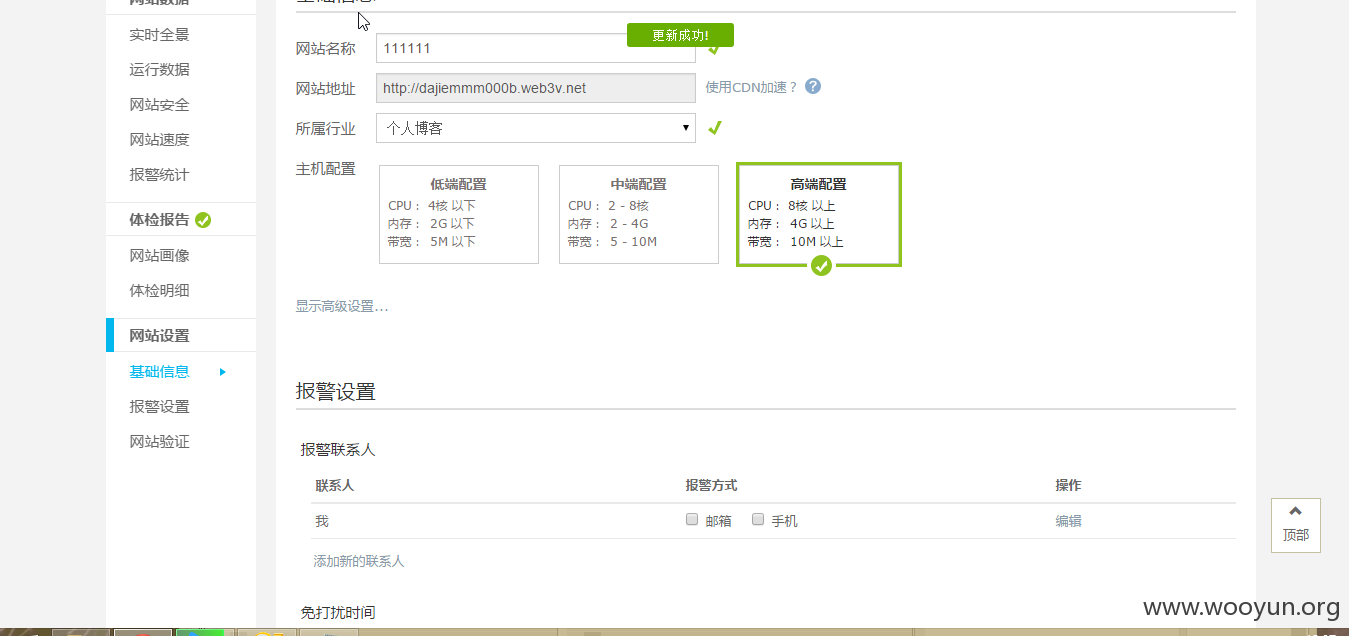 网站数据
实时全景
运行数据
网站安全
网站速度
报警统计
体检报告
网站画像
体检明细
网站设置
基础信息
报警设置
网站验证
基础信息
更新成功!
网站名称 111111
网站地址 http://dajiemmm000b.web3v.net 使用CDN加速？ ?
所属行业 个人博客
主机配置
低端配置
CPU： 4核 以下
内存： 2G 以下
带宽： 5M 以下
中端配置
CPU： 2 - 8核
内存： 2 - 4G
带宽： 5 - 10M
高端配置
CPU： 8核 以上
内存： 4G 以上
带宽： 10M 以上
显示高级设置...
报警设置
报警联系人
联系人 报警方式 操作
我 邮箱 手机 编辑
添加新的联系人
免打扰时间
顶部
www.wooyun.org